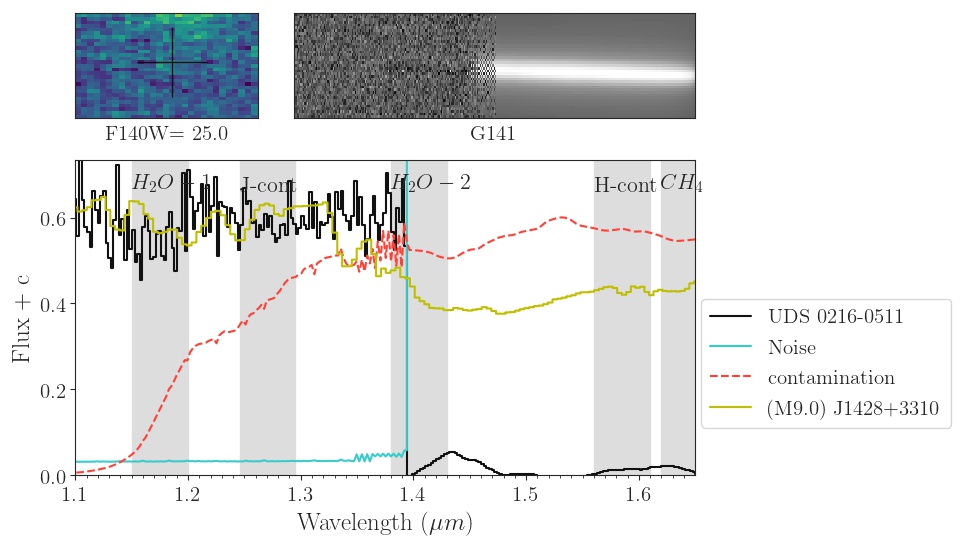 F140W= 25.0
G141
H₂O − 1
J-cont
H₂O − 2
H-cont
CH₄
Flux + c
0.6
0.4
0.2
0.0
1.1
1.2
1.3
1.4
1.5
1.6
Wavelength (μm)
UDS 0216-0511
Noise
contamination
(M9.0) J1428+3310